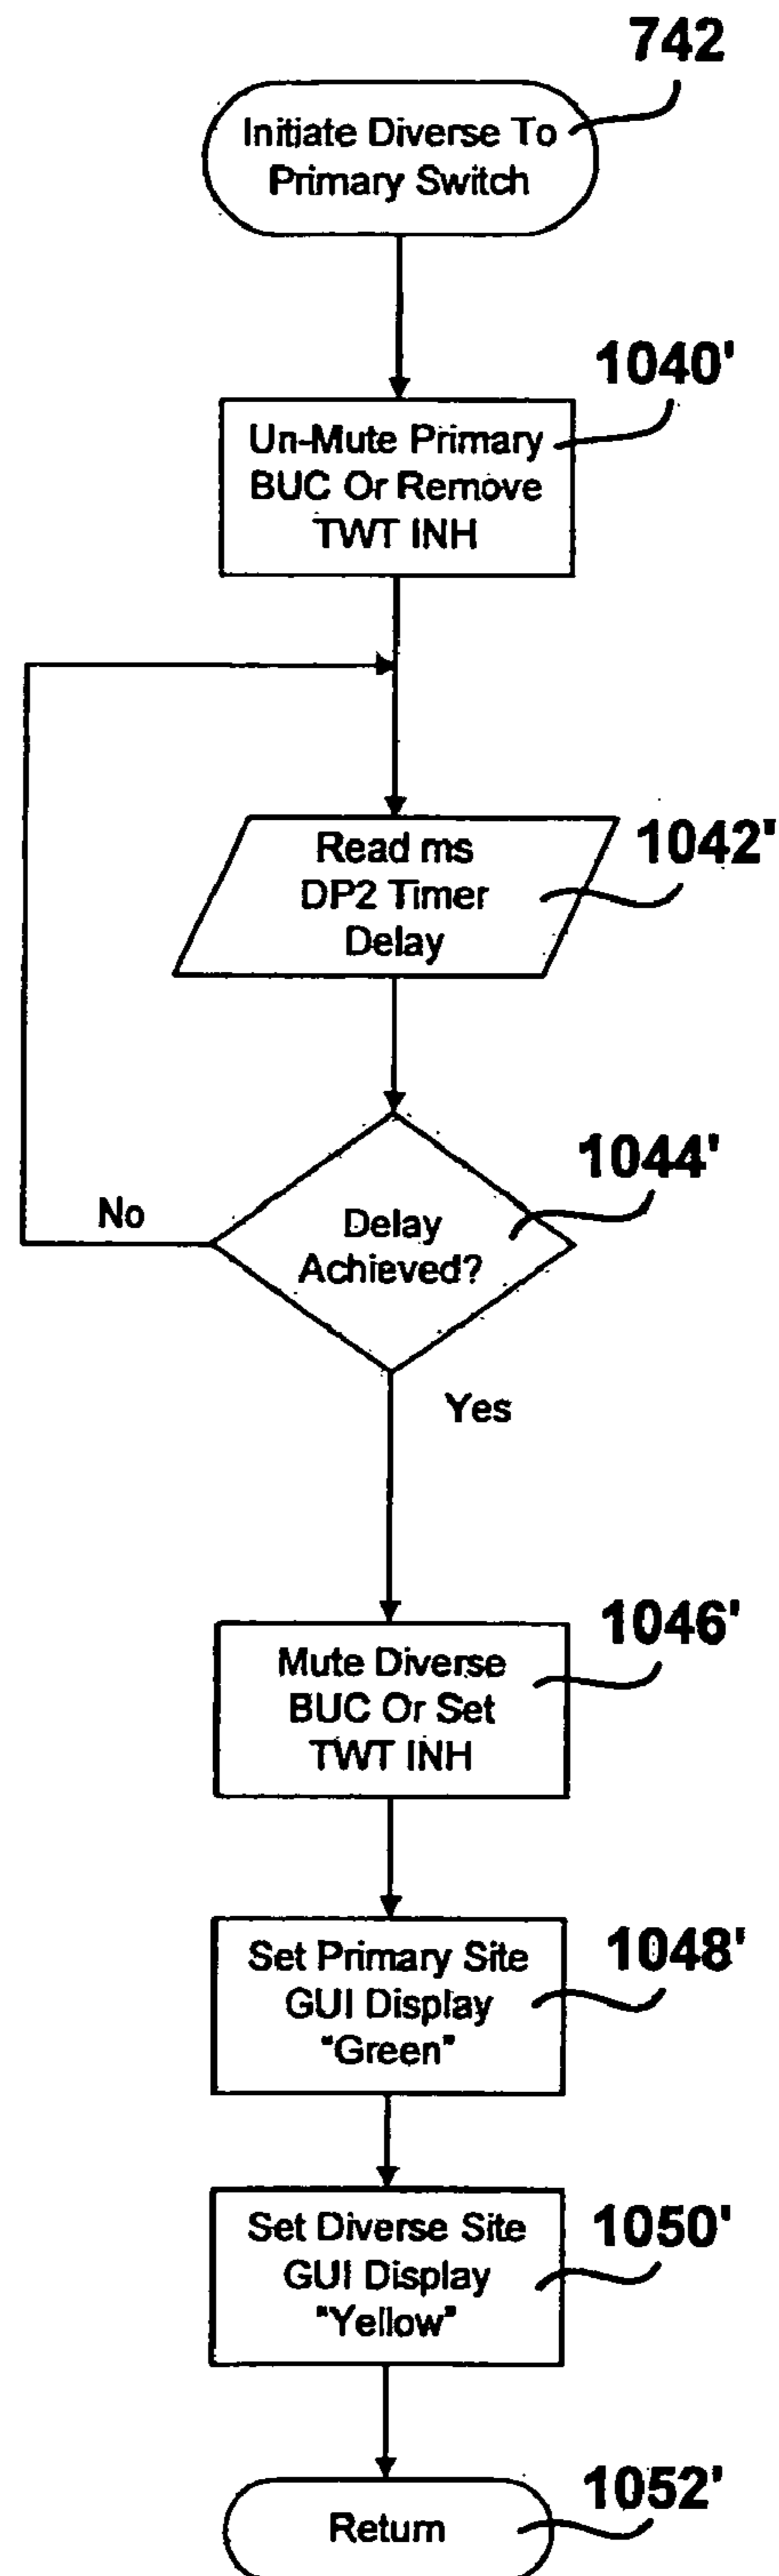 742
Initiate Diverse To
Primary Switch
1040'
Un-Mute Primary
BUC Or Remove
TWT INH
1042'
Read ms
DP2 Timer
Delay
1044'
No
Delay
Achieved?
Yes
1046'
Mute Diverse
BUC Or Set
TWT INH
1048'
Set Primary Site
GUI Display
"Green"
1050'
Set Diverse Site
GUI Display
"Yellow"
1052'
Return